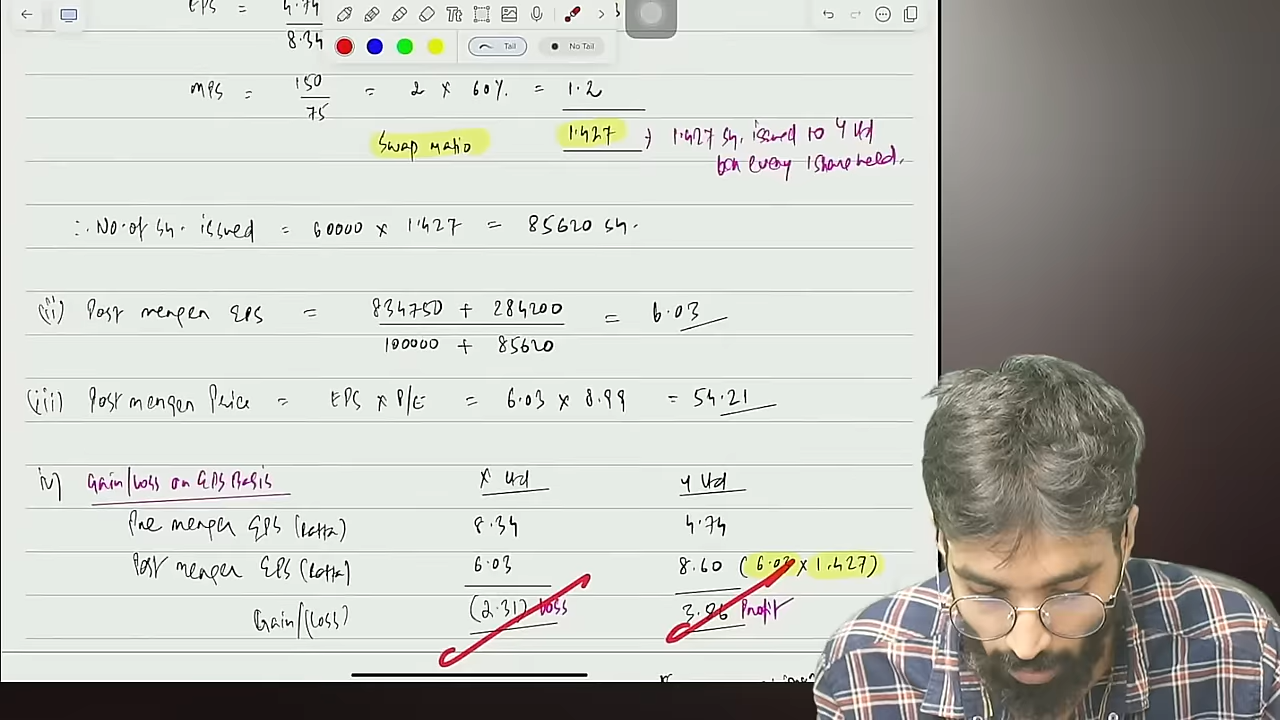 EPS = 4.74
8.34
Tail No Tail
MPS = 150 = 2 × 60% = 1.2
75
Swap Ratio 1.427 → 1.427 sh. issued to Y Ltd
for every 1 share held.
∴ No. of sh. issued = 60000 × 1.427 = 85620 sh.
(ii) Post merger EPS = 834750 + 284200 = 6.03
100000 + 85620
(iii) Post merger Price = EPS × P/E = 6.03 × 8.99 = 54.21
iv) Gain/Loss on EPS Basis X Ltd Y Ltd
Pre merger EPS 8.34 4.74
Post merger EPS 6.03 8.60 (6.03 × 1.427)
Gain/(Loss) (2.31) Loss 3.86 Profit